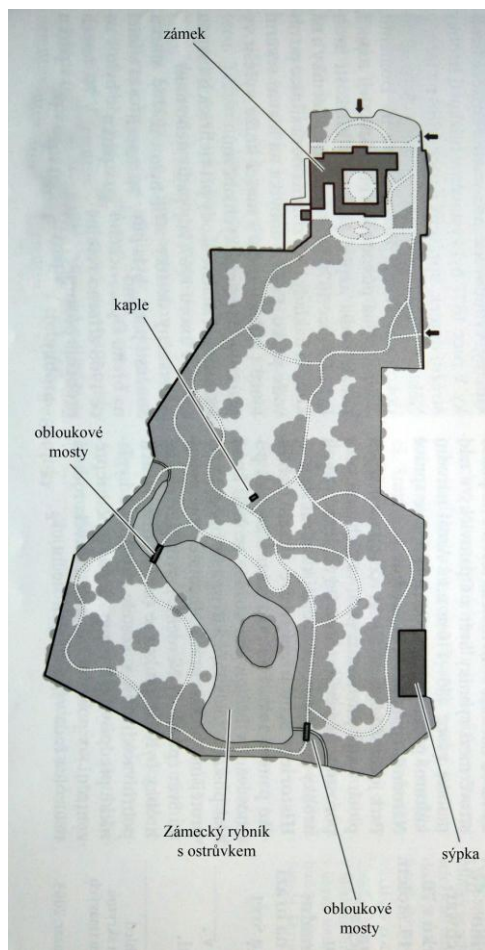 zámek
kaple
obloukové
mosty
Zámecký rybník
s ostrůvkem
sýpka
obloukové
mosty